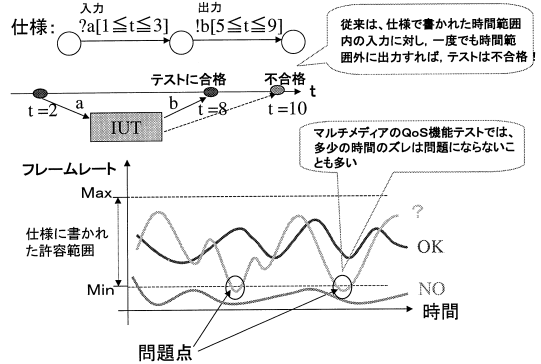 入力
出力
仕様: ?a[1≦t≦3] !b[5≦t≦9]
従来は、仕様で書かれた時間範囲
内の入力に対し, 一度でも時間範
囲外に出力すれば, テストは不合格!
テストに合格
不合格
t
t=2
a
b
t=8
t=10
IUT
マルチメディアのQoS機能テストでは、
多少の時間のズレは問題にならないこ
とも多い
フレームレート
Max
?
仕様に書かれ
た許容範囲
OK
Min
NO
時間
問題点